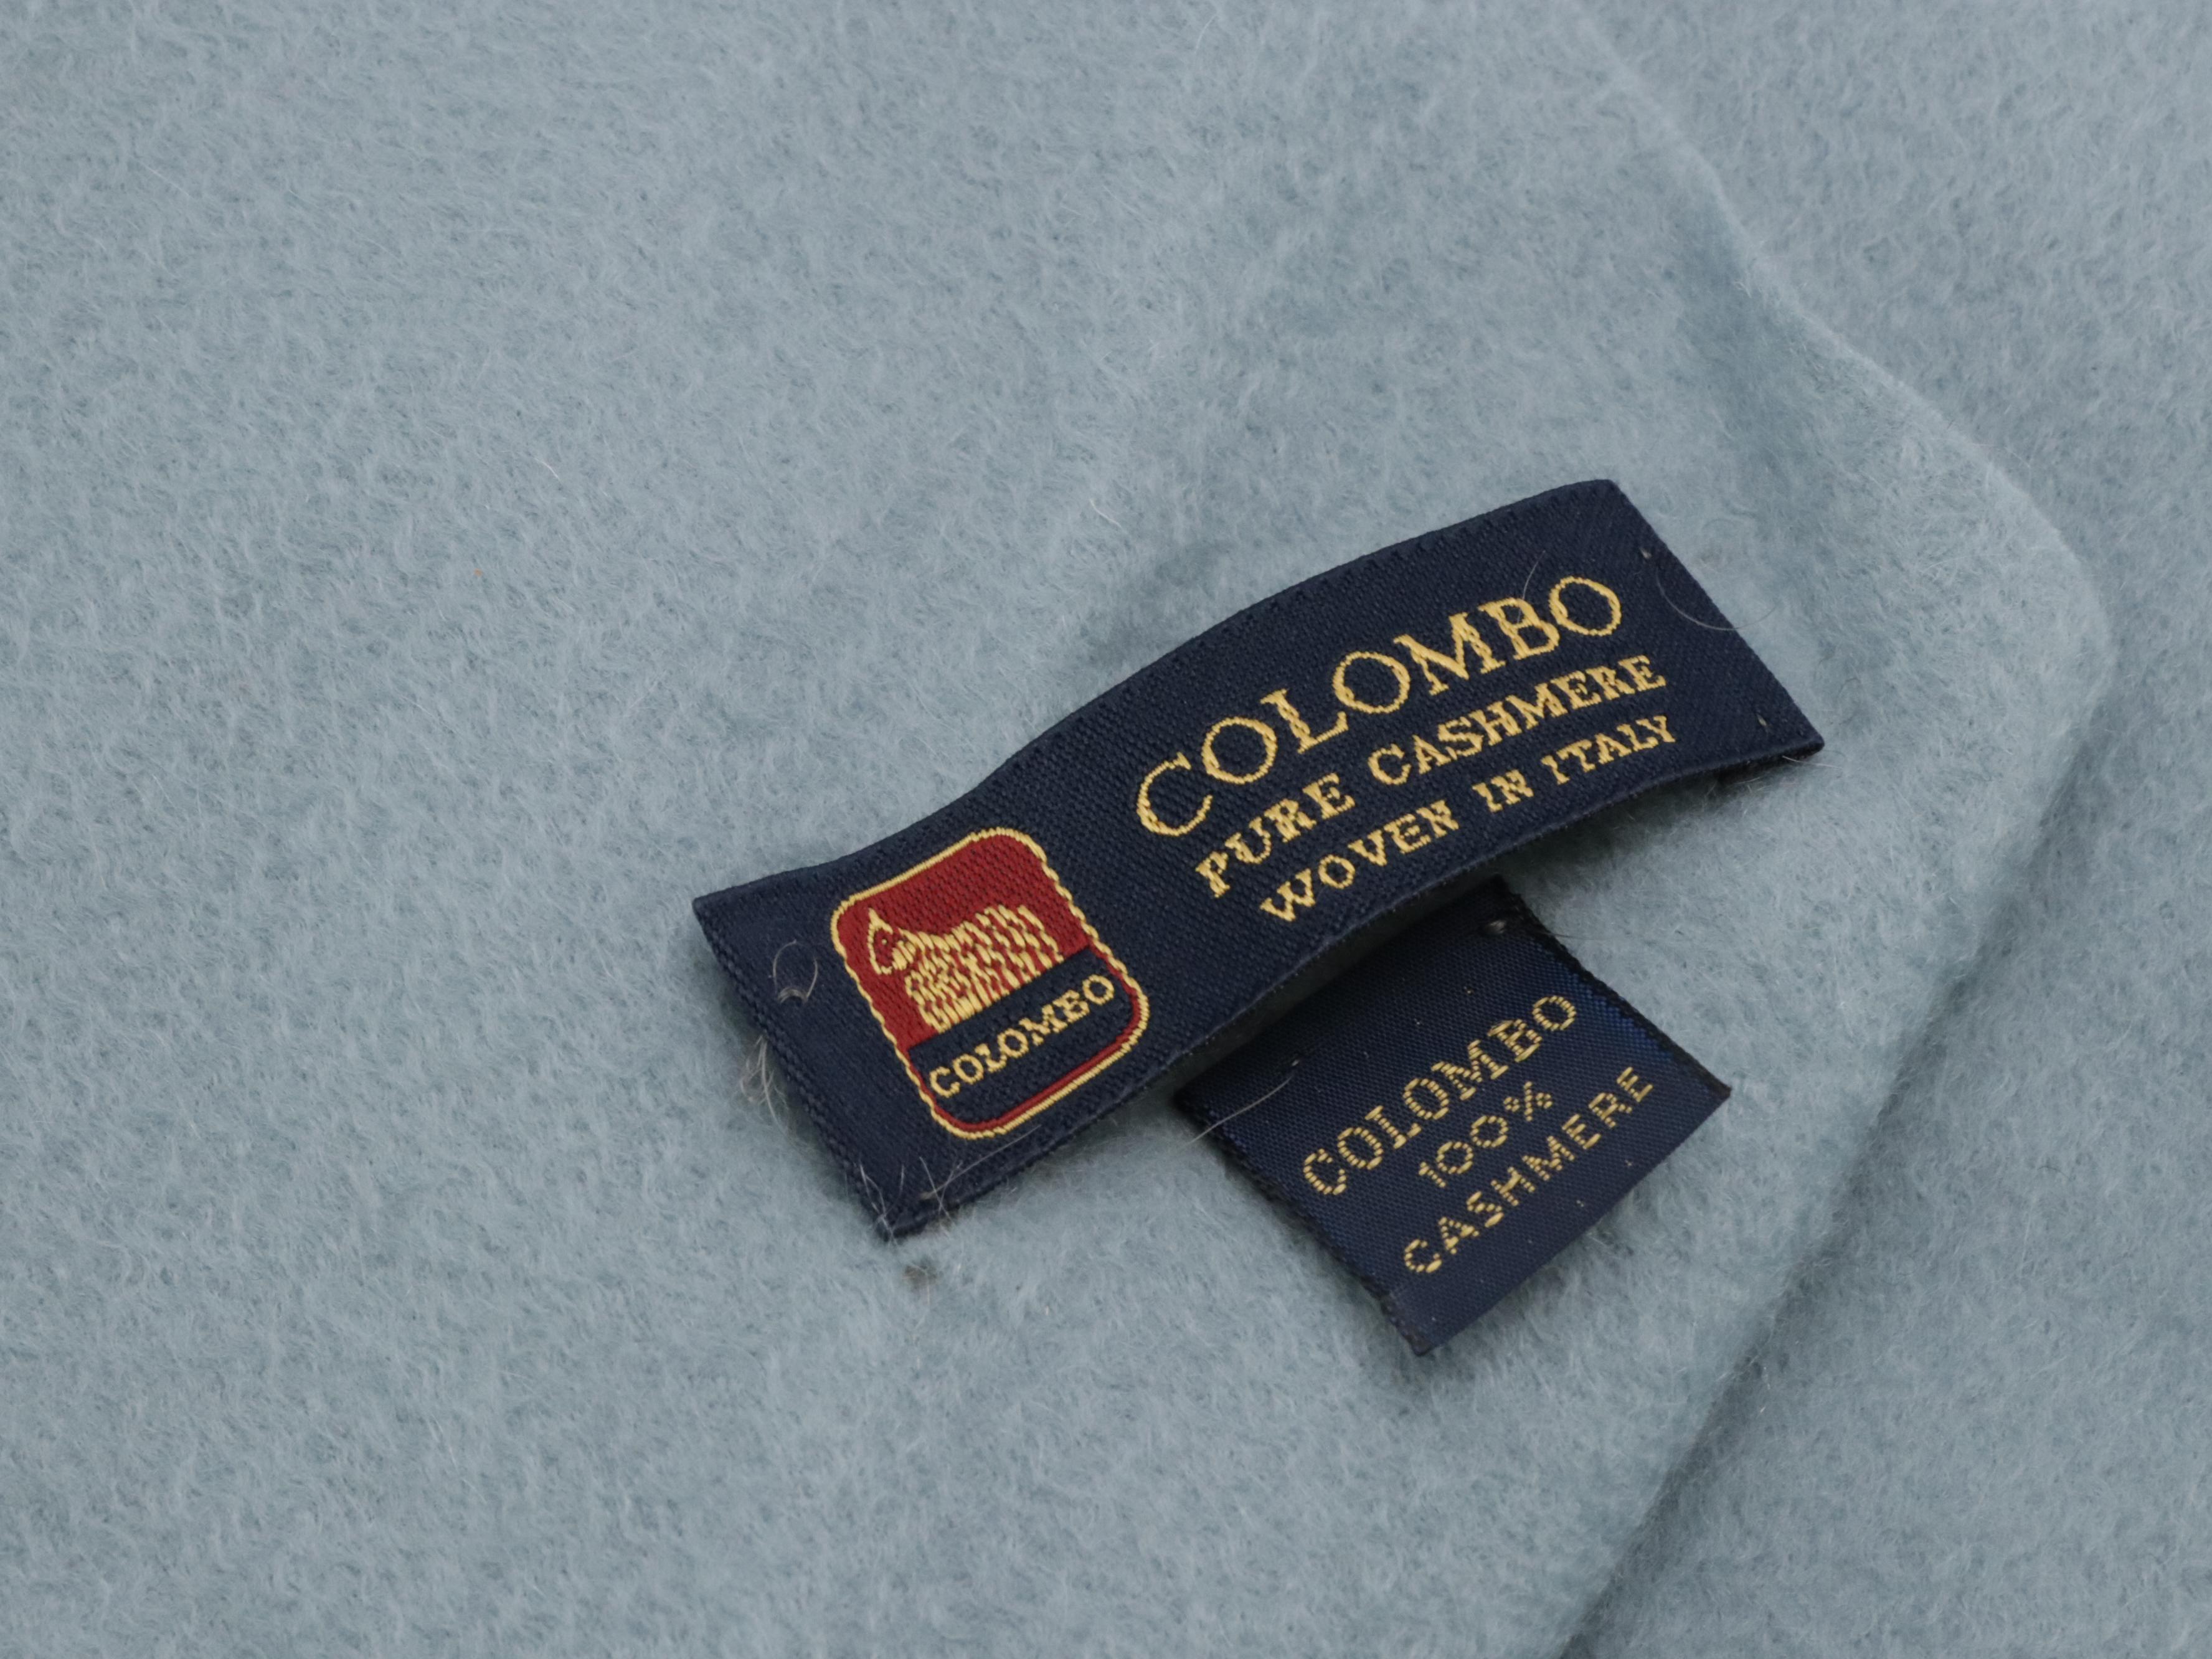 COLOMBO
PURE CASHMERE
WOVEN IN ITALY
COLOMBO
COLOMBO
100%
CASHMERE